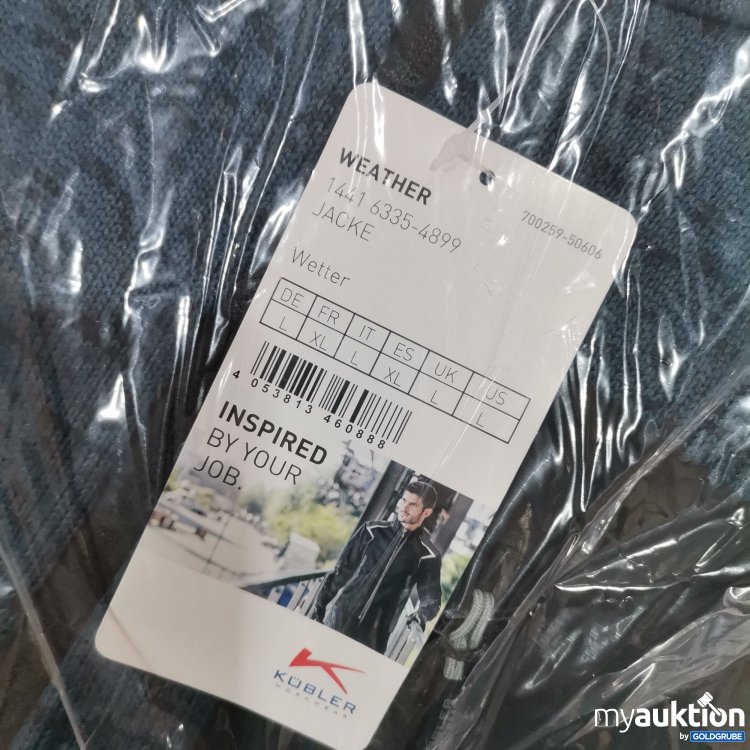 WEATHER
1441 6335-4899
JACKE
700259-50606
Wetter
DE FR IT ES UK US
L XL L XL L L
4 053813 460888
INSPIRED
BY YOUR
JOB.
KÜBLER
WORKWEAR
myauktion
by GOLDGRUBE